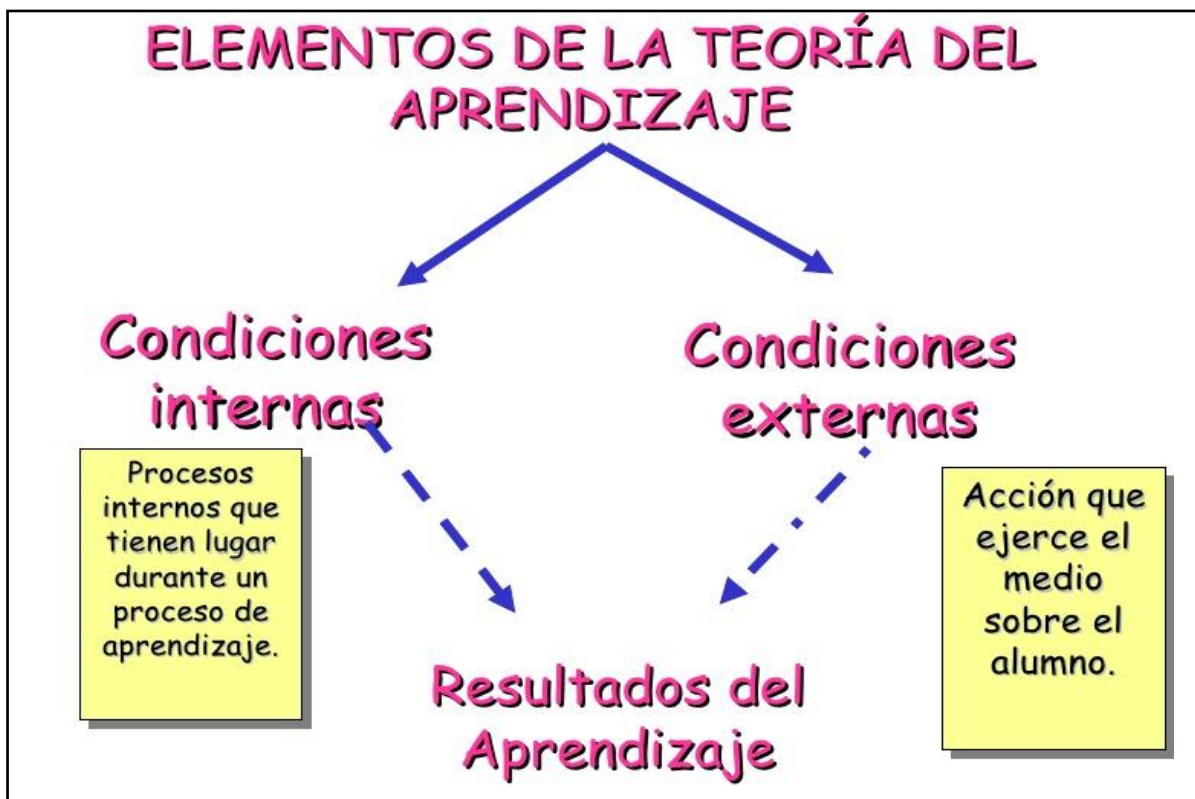 ELEMENTOS DE LA TEORÍA DEL
APRENDIZAJE
Condiciones
internas
Condiciones
externas
Procesos
internos que
tienen lugar
durante un
proceso de
aprendizaje.
Acción que
ejerce el
medio
sobre el
alumno.
Resultados del
Aprendizaje